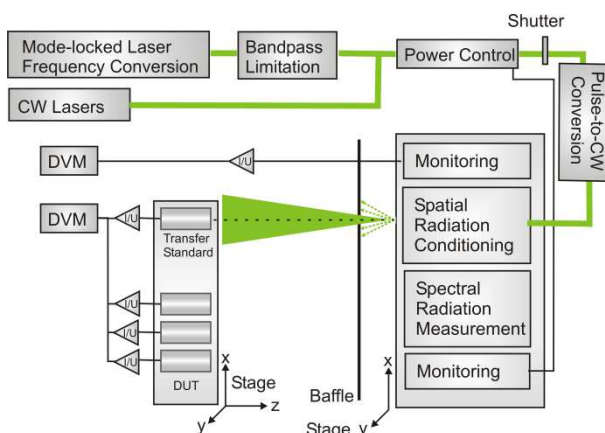 Shutter
Mode-locked Laser
Frequency Conversion
Bandpass
Limitation
Power Control
CW Lasers
Pulse-to-CW
Conversion
DVM
I/U
Monitoring
DVM
I/U
Transfer
Standard
Spatial
Radiation
Conditioning
I/U
I/U
I/U
DUT
Spectral
Radiation
Measurement
x
Stage
z
y
Baffle
x
Stage y
Monitoring